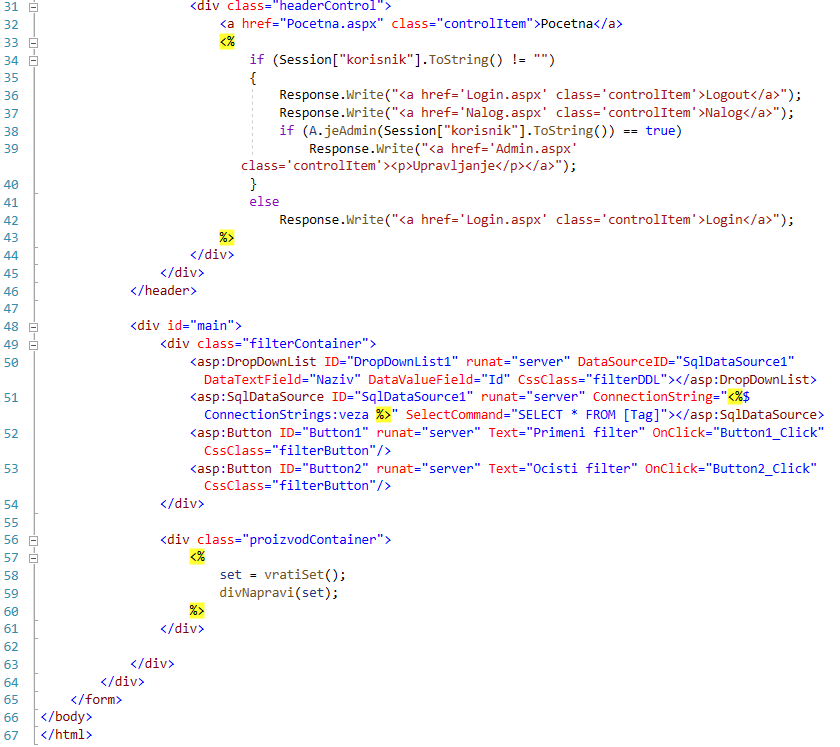 31 <div class="headerControl">
32 <a href="Pocetna.aspx" class="controlItem">Pocetna</a>
33 <%
34 if (Session["korisnik"].ToString() != "")
35 {
36 Response.Write("<a href='Login.aspx' class='controlItem'>Logout</a>");
37 Response.Write("<a href='Nalog.aspx' class='controlItem'>Nalog</a>");
38 if (A.jeAdmin(Session["korisnik"].ToString()) == true)
39 Response.Write("<a href='Admin.aspx'
class='controlItem'><p>Upravljanje</p></a>");
40 }
41 else
42 Response.Write("<a href='Login.aspx' class='controlItem'>Login</a>");
43 %>
44 </div>
45 </div>
46 </header>
47
48 <div id="main">
49 <div class="filterContainer">
50 <asp:DropDownList ID="DropDownList1" runat="server" DataSourceID="SqlDataSource1"
DataTextField="Naziv" DataValueField="Id" CssClass="filterDDL"></asp:DropDownList>
51 <asp:SqlDataSource ID="SqlDataSource1" runat="server" ConnectionString="<%$
ConnectionStrings:veza %>" SelectCommand="SELECT * FROM [Tag]"></asp:SqlDataSource>
52 <asp:Button ID="Button1" runat="server" Text="Primeni filter" OnClick="Button1_Click"
CssClass="filterButton"/>
53 <asp:Button ID="Button2" runat="server" Text="Ocisti filter" OnClick="Button2_Click"
CssClass="filterButton"/>
54 </div>
55
56 <div class="proizvodContainer">
57 <%
58 set = vratiSet();
59 divNapravi(set);
60 %>
61 </div>
62
63 </div>
64 </div>
65 </form>
66 </body>
67 </html>